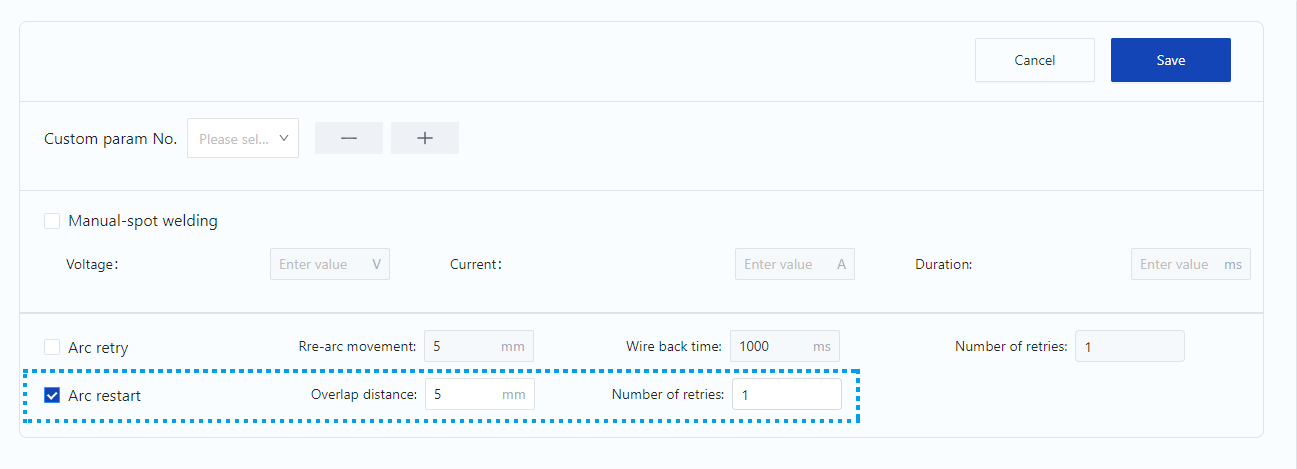 Cancel Save
Custom param No. Please sel... — +
Manual-spot welding
Voltage: Enter value V Current: Enter value A Duration: Enter value ms
Arc retry Rre-arc movement: 5 mm Wire back time: 1000 ms Number of retries: 1
Arc restart Overlap distance: 5 mm Number of retries: 1